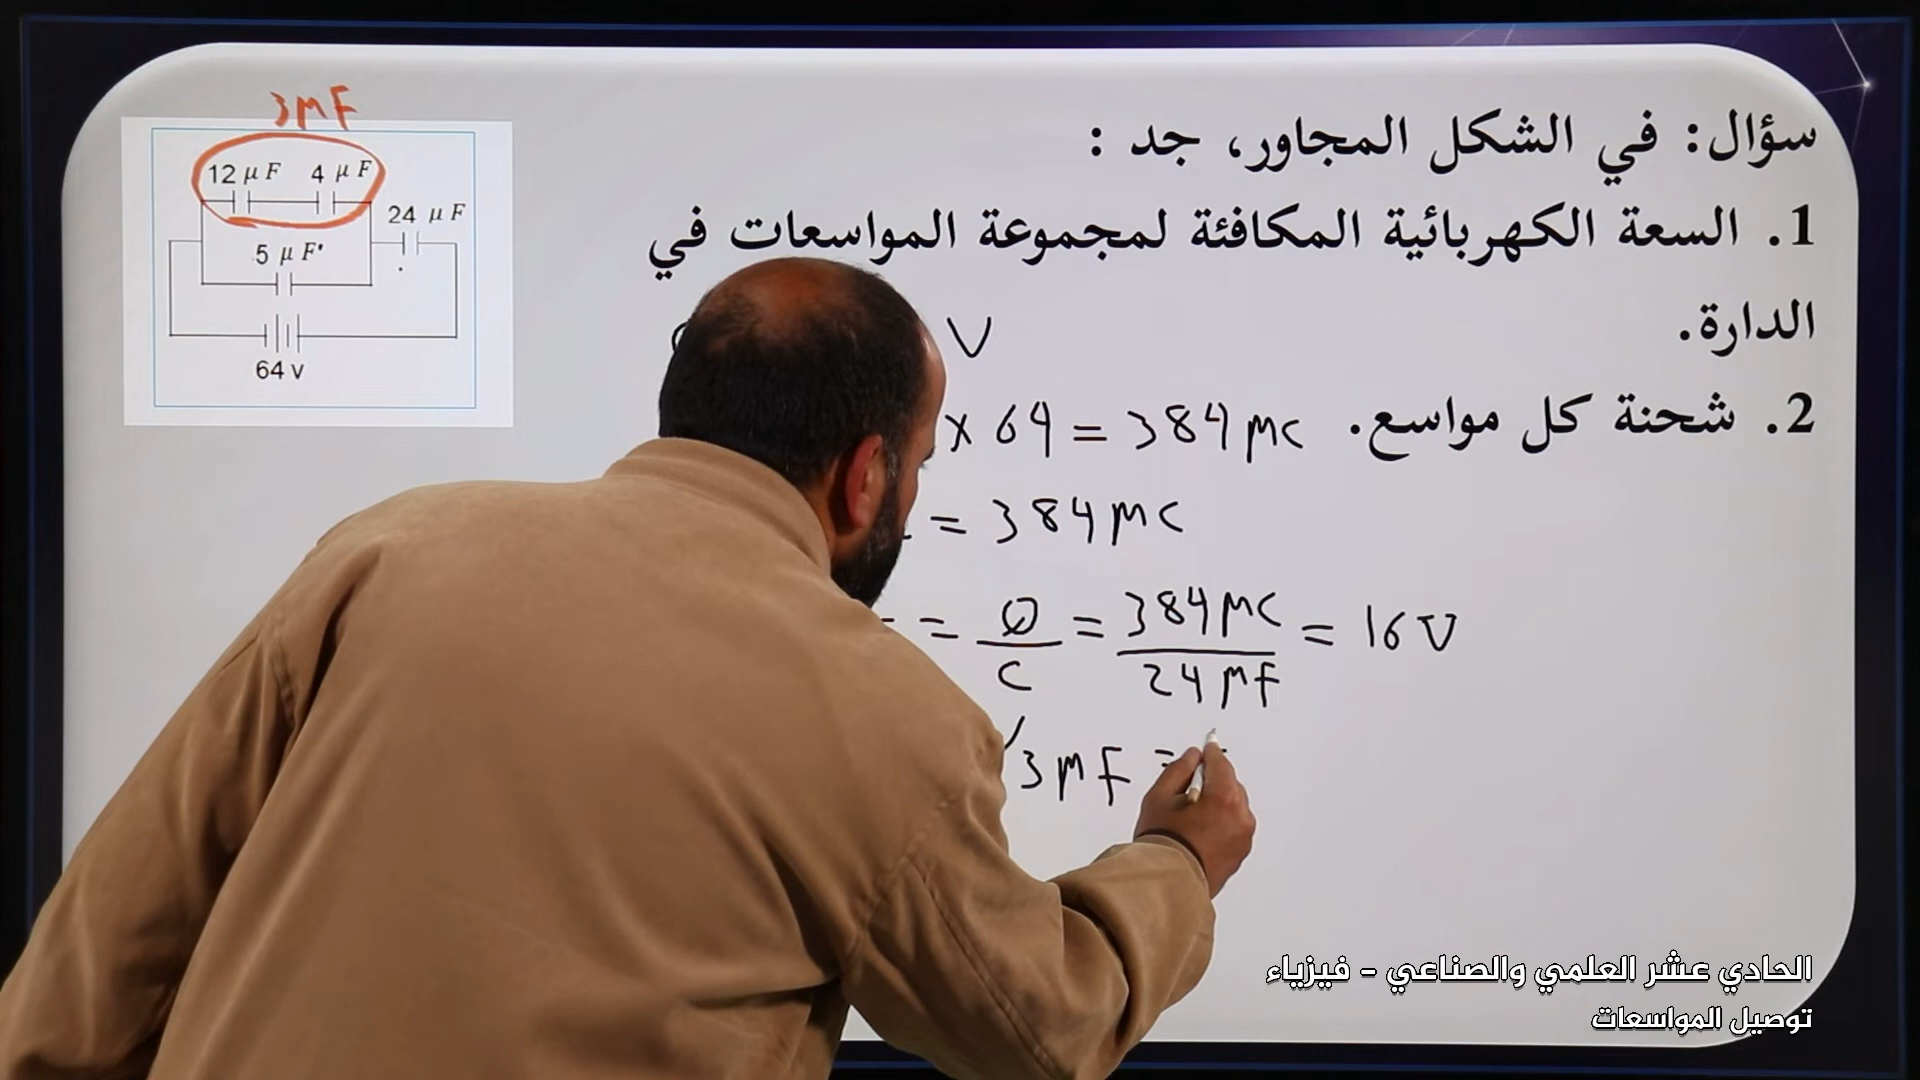 سؤال: في الشكل المجاور، جد :
1. السعة الكهربائية المكافئة لمجموعة المواسعات في
الدارة.
2. شحنة كل مواسع.
3μF
12 μF 4 μF
24 μF
5 μF
64 v
V
x 64 = 384 μC
= 384 μC
= Q/C = 384 μC / 24 μF = 16 V
3 μF =
الحادي عشر العلمي والصناعي - فيزياء
توصيل المواسعات